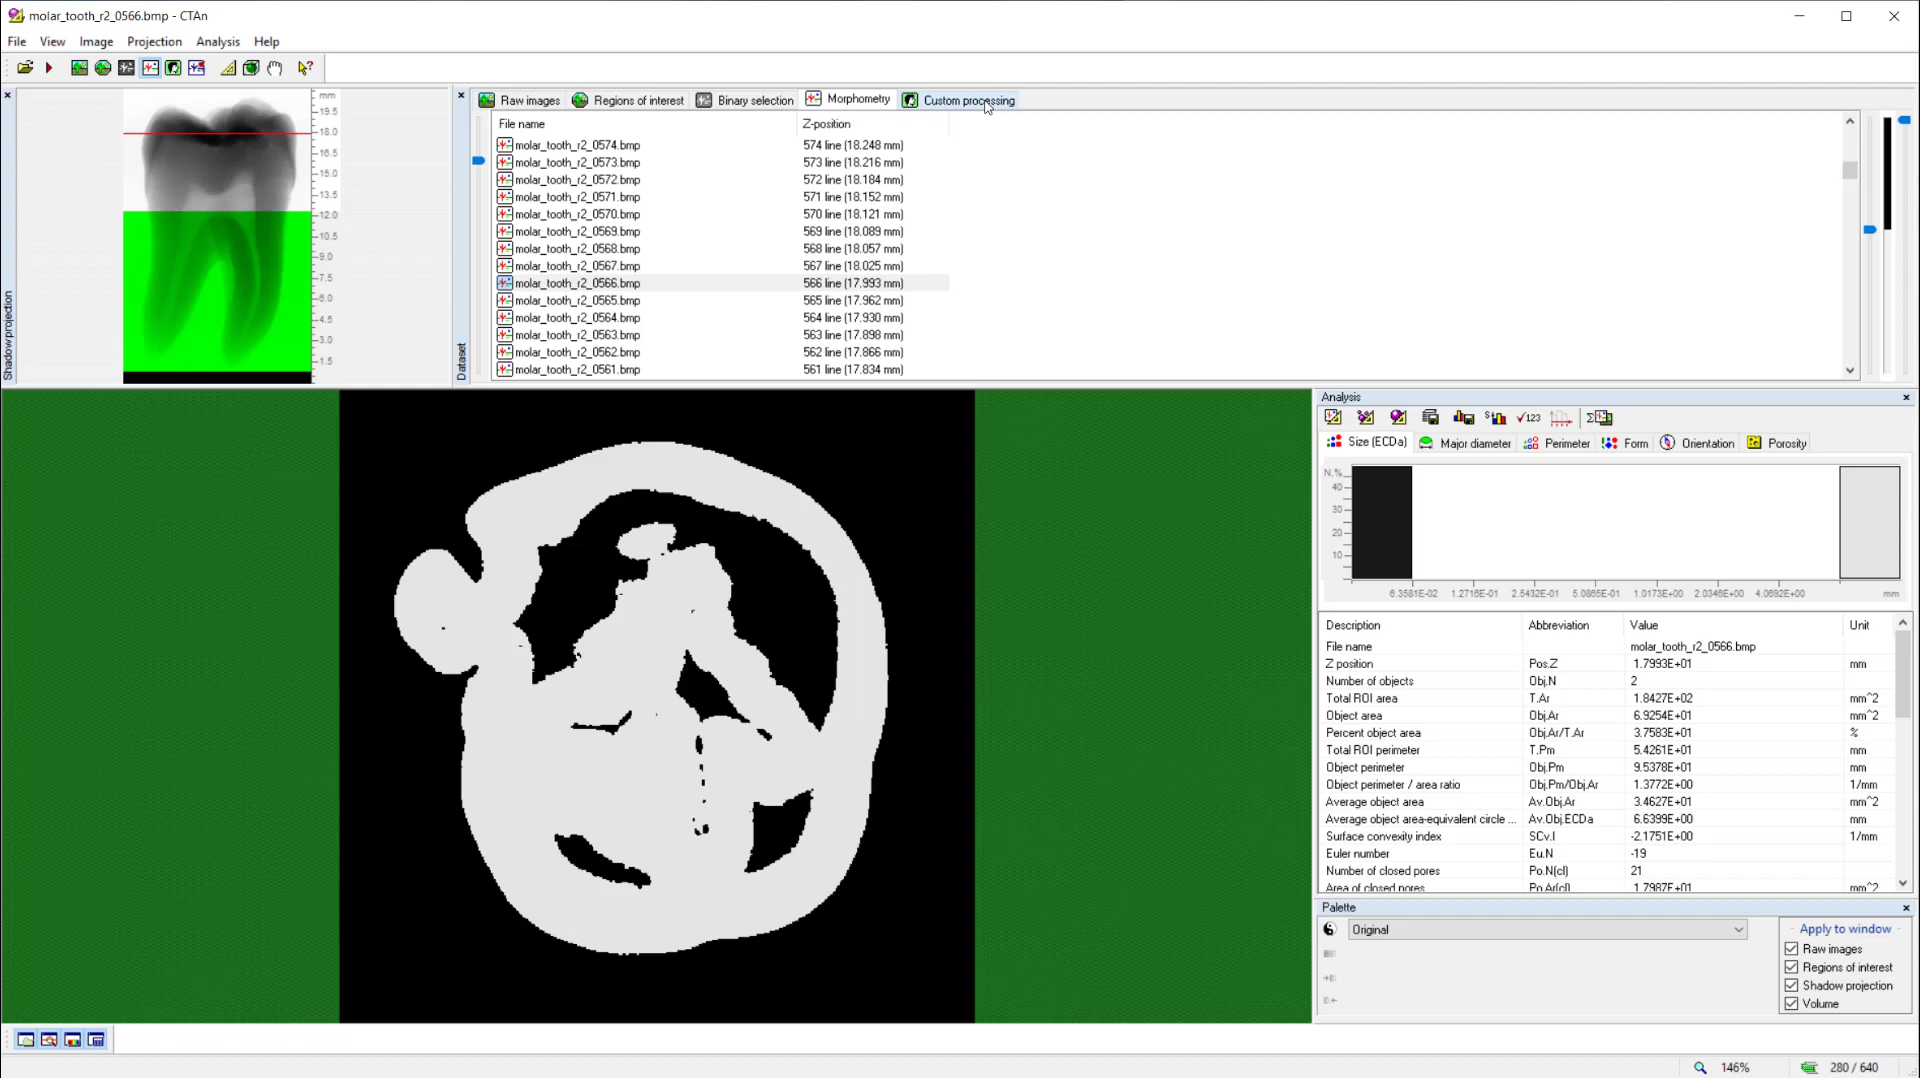 molar_tooth_r2_0566.bmp - CTAn
File View Image Projection Analysis Help
Shadow projection
mm
19.5
18.0
16.5
15.0
13.5
12.0
10.5
9.0
7.5
6.0
4.5
3.0
1.5
Dataset
Raw images Regions of interest Binary selection Morphometry Custom processing
File name Z-position
molar_tooth_r2_0574.bmp 574 line (18.248 mm)
molar_tooth_r2_0573.bmp 573 line (18.216 mm)
molar_tooth_r2_0572.bmp 572 line (18.184 mm)
molar_tooth_r2_0571.bmp 571 line (18.152 mm)
molar_tooth_r2_0570.bmp 570 line (18.121 mm)
molar_tooth_r2_0569.bmp 569 line (18.089 mm)
molar_tooth_r2_0568.bmp 568 line (18.057 mm)
molar_tooth_r2_0567.bmp 567 line (18.025 mm)
molar_tooth_r2_0566.bmp 566 line (17.993 mm)
molar_tooth_r2_0565.bmp 565 line (17.962 mm)
molar_tooth_r2_0564.bmp 564 line (17.930 mm)
molar_tooth_r2_0563.bmp 563 line (17.898 mm)
molar_tooth_r2_0562.bmp 562 line (17.866 mm)
molar_tooth_r2_0561.bmp 561 line (17.834 mm)
Analysis
Size (ECDa) Major diameter Perimeter Form Orientation Porosity
N,%
40
30
20
10
6.3581E-02 1.2716E-01 2.5432E-01 5.0865E-01 1.0173E+00 2.0346E+00 4.0692E+00 mm
Description Abbreviation Value Unit
File name molar_tooth_r2_0566.bmp
Z position Pos.Z 1.7993E+01 mm
Number of objects Obj.N 2
Total ROI area T.Ar 1.8427E+02 mm^2
Object area Obj.Ar 6.9254E+01 mm^2
Percent object area Obj.Ar/T.Ar 3.7583E+01 %
Total ROI perimeter T.Pm 5.4261E+01 mm
Object perimeter Obj.Pm 9.5378E+01 mm
Object perimeter / area ratio Obj.Pm/Obj.Ar 1.3772E+00 1/mm
Average object area Av.Obj.Ar 3.4627E+01 mm^2
Average object area-equivalent circle ... Av.Obj.ECDa 6.6399E+00 mm
Surface convexity index SCv.I -2.1751E+00 1/mm
Euler number Eu.N -19
Number of closed pores Po.N(cl) 21
Area of closed pores Po.Ar(cl) 1.7987E+01 mm^2
Palette
Original
Apply to window
Raw images
Regions of interest
Shadow projection
Volume
146% 280 / 640